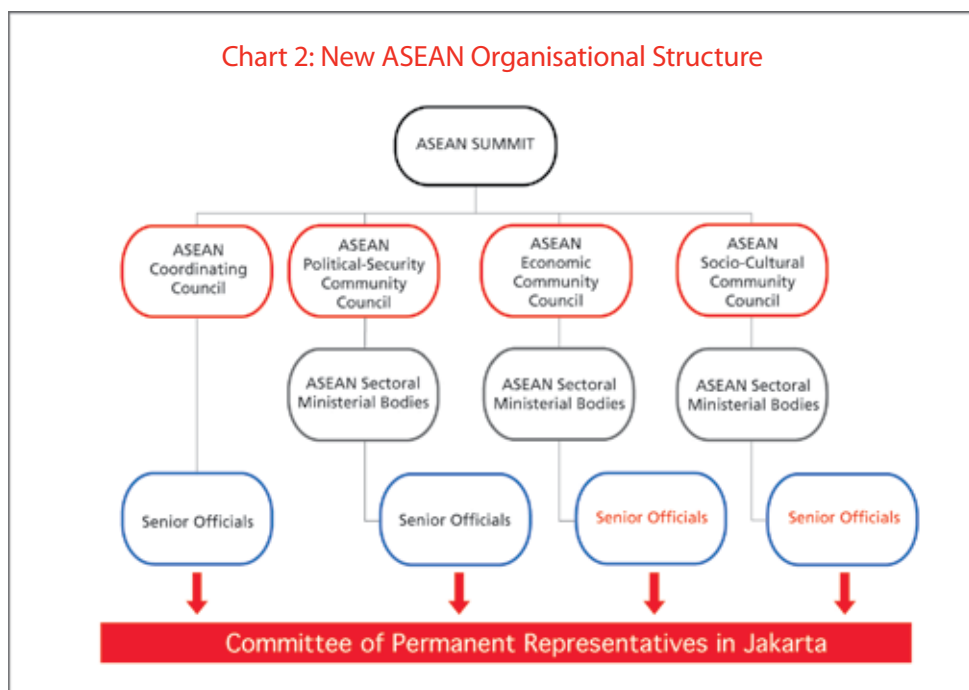 Chart 2: New ASEAN Organisational Structure
ASEAN SUMMIT
ASEAN
Coordinating
Council
ASEAN
Political-Security
Community
Council
ASEAN
Economic
Community
Council
ASEAN
Socio-Cultural
Community
Council
ASEAN Sectoral
Ministerial Bodies
ASEAN Sectoral
Ministerial Bodies
ASEAN Sectoral
Ministerial Bodies
Senior Officials
Senior Officials
Senior Officials
Senior Officials
Committee of Permanent Representatives in Jakarta